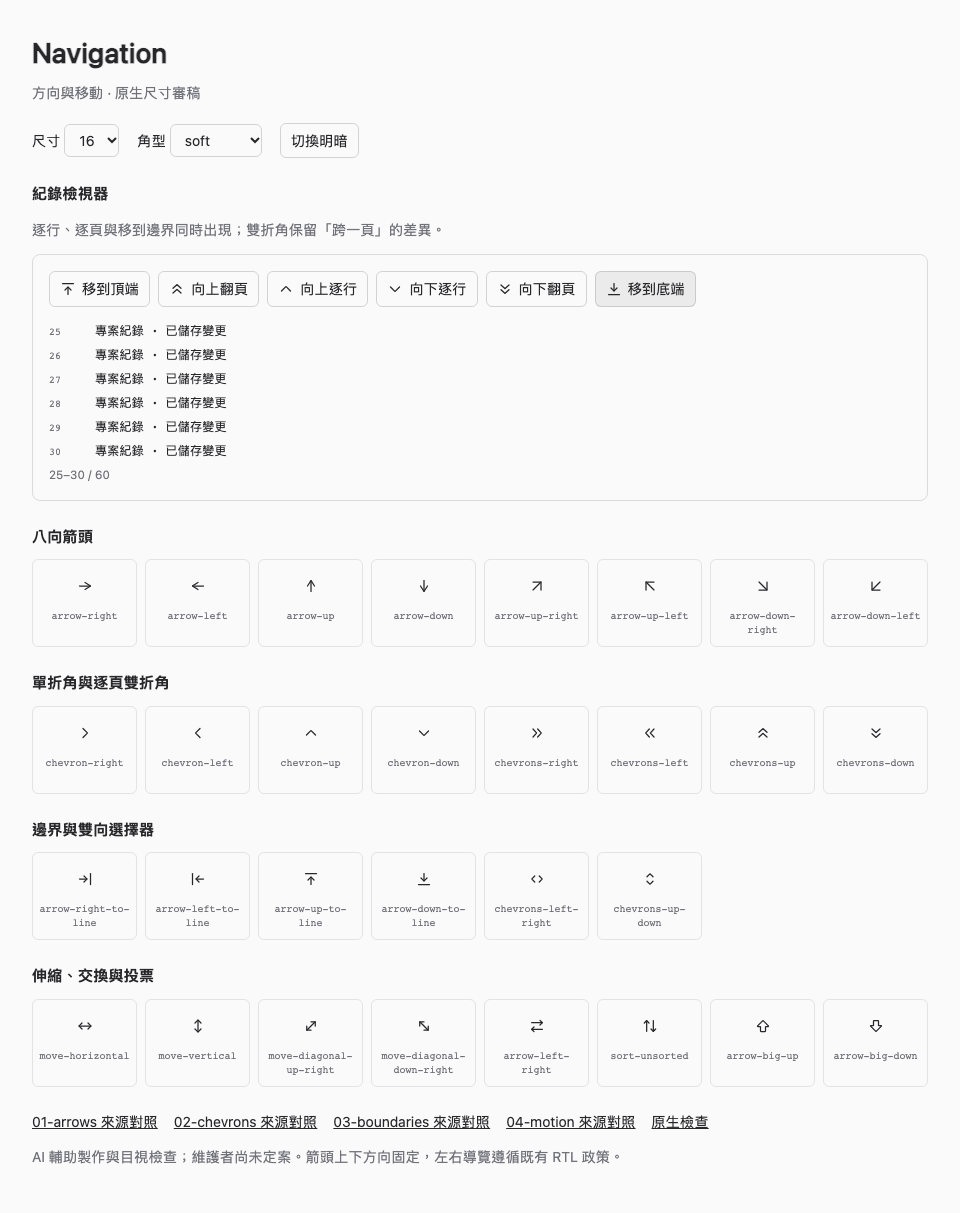 Navigation
方向與移動 · 原生尺寸審稿
尺寸 16 角型 soft 切換明暗
紀錄檢視器
逐行、逐頁與移到邊界同時出現；雙折角保留「跨一頁」的差異。
移到頂端 向上翻頁 向上逐行 向下逐行 向下翻頁 移到底端
25 專案紀錄 · 已儲存變更
26 專案紀錄 · 已儲存變更
27 專案紀錄 · 已儲存變更
28 專案紀錄 · 已儲存變更
29 專案紀錄 · 已儲存變更
30 專案紀錄 · 已儲存變更
25–30 / 60
八向箭頭
arrow-right arrow-left arrow-up arrow-down arrow-up-right arrow-up-left arrow-down-right arrow-down-left
單折角與逐頁雙折角
chevron-right chevron-left chevron-up chevron-down chevrons-right chevrons-left chevrons-up chevrons-down
邊界與雙向選擇器
arrow-right-to-line arrow-left-to-line arrow-up-to-line arrow-down-to-line chevrons-left-right chevrons-up-down
伸縮、交換與投票
move-horizontal move-vertical move-diagonal-up-right move-diagonal-down-right arrow-left-right sort-unsorted arrow-big-up arrow-big-down
01-arrows 來源對照 02-chevrons 來源對照 03-boundaries 來源對照 04-motion 來源對照 原生檢查
AI 輔助製作與目視檢查；維護者尚未定案。箭頭上下方向固定，左右導覽遵循既有 RTL 政策。